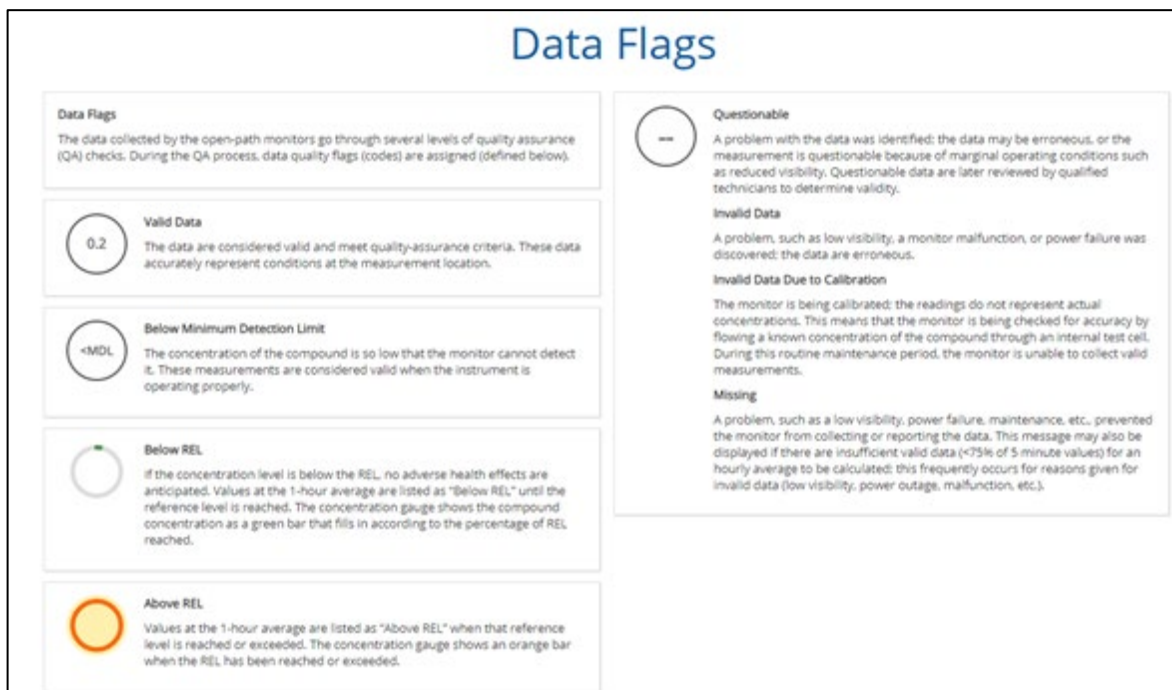 Data Flags
Data Flags
The data collected by the open-path monitors go through several levels of quality assurance
(QA) checks. During the QA process, data quality flags (codes) are assigned (defined below).
0.2
Valid Data
The data are considered valid and meet quality-assurance criteria. These data
accurately represent conditions at the measurement location.
<MDL
Below Minimum Detection Limit
The concentration of the compound is so low that the monitor cannot detect
it. These measurements are considered valid when the instrument is
operating properly.
Below REL
If the concentration level is below the REL, no adverse health effects are
anticipated. Values at the 1-hour average are listed as "Below REL" until the
reference level is reached. The concentration gauge shows the compound
concentration as a green bar that fills in according to the percentage of REL
reached.
Above REL
Values at the 1-hour average are listed as "Above REL" when that reference
level is reached or exceeded. The concentration gauge shows an orange bar
when the REL has been reached or exceeded.
--
Questionable
A problem with the data was identified; the data may be erroneous, or the
measurement is questionable because of marginal operating conditions such
as reduced visibility. Questionable data are later reviewed by qualified
technicians to determine validity.
Invalid Data
A problem, such as low visibility, a monitor malfunction, or power failure was
discovered; the data are erroneous.
Invalid Data Due to Calibration
The monitor is being calibrated; the readings do not represent actual
concentrations. This means that the monitor is being checked for accuracy by
flowing a known concentration of the compound through an internal test cell.
During this routine maintenance period, the monitor is unable to collect valid
measurements.
Missing
A problem, such as a low visibility, power failure, maintenance, etc., prevented
the monitor from collecting or reporting the data. This message may also be
displayed if there are insufficient valid data (<75% of 5 minute values) for an
hourly average to be calculated; this frequently occurs for reasons given for
invalid data (low visibility, power outage, malfunction, etc.).